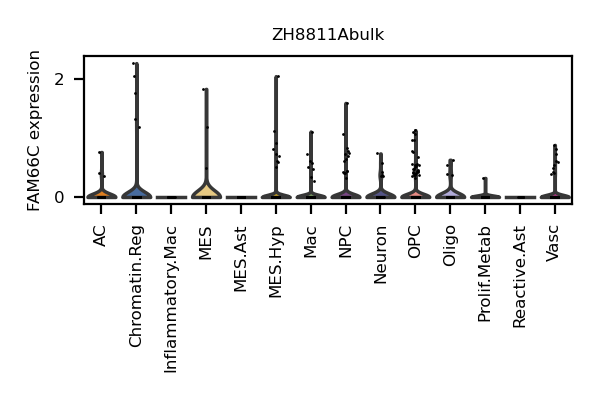 ZH8811Abulk
FAM66C expression
2
0
AC
Chromatin.Reg
Inflammatory.Mac
MES
MES.Ast
MES.Hyp
Mac
NPC
Neuron
OPC
Oligo
Prolif.Metab
Reactive.Ast
Vasc